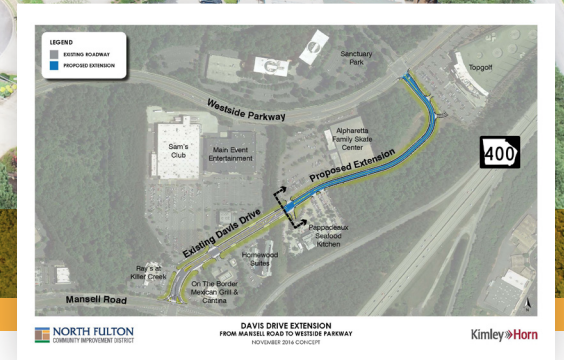 LEGEND
EXISTING ROADWAY
PROPOSED EXTENSION
Sanctuary
Park
Topgolf
Westside Parkway
Alpharetta
Family Skate
Center
Sam's
Club
Main Event
Entertainment
Proposed Extension
400
Existing Davis Drive
Pappadeaux
Seafood
Kitchen
Homewood
Suites
Ray's at
Killer Creek
On The Border
Mexican Grill &
Cantina
Mansell Road
N
NORTH FULTON
COMMUNITY IMPROVEMENT DISTRICT
DAVIS DRIVE EXTENSION
FROM MANSELL ROAD TO WESTSIDE PARKWAY
NOVEMBER 2016 CONCEPT
Kimley»Horn